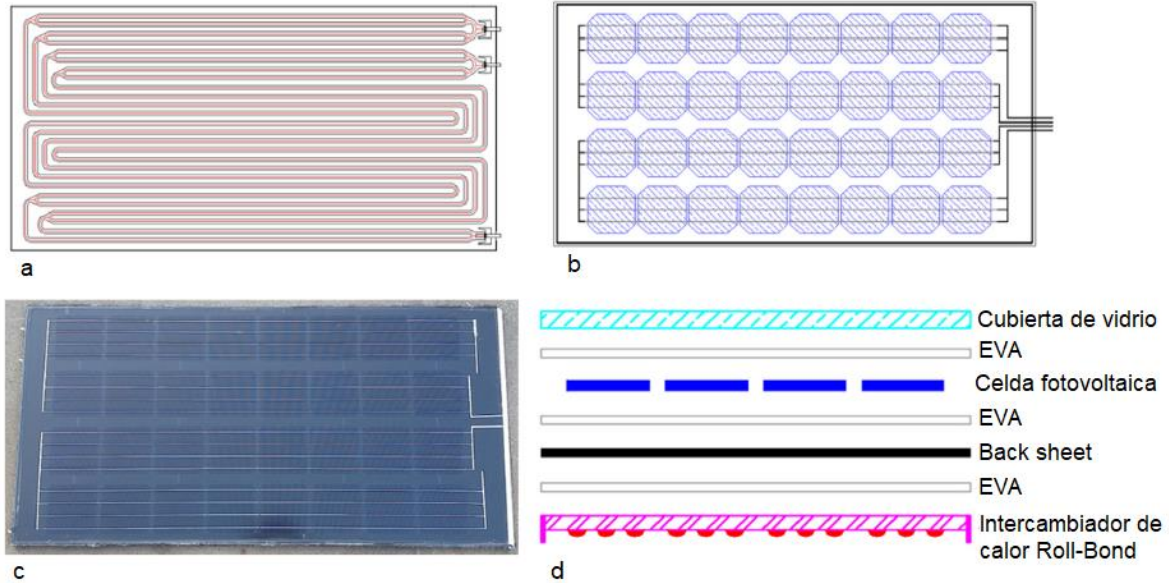 a
b
Cubierta de vidrio
EVA
Celda fotovoltaica
EVA
Back sheet
EVA
Intercambiador de
calor Roll-Bond
c
d